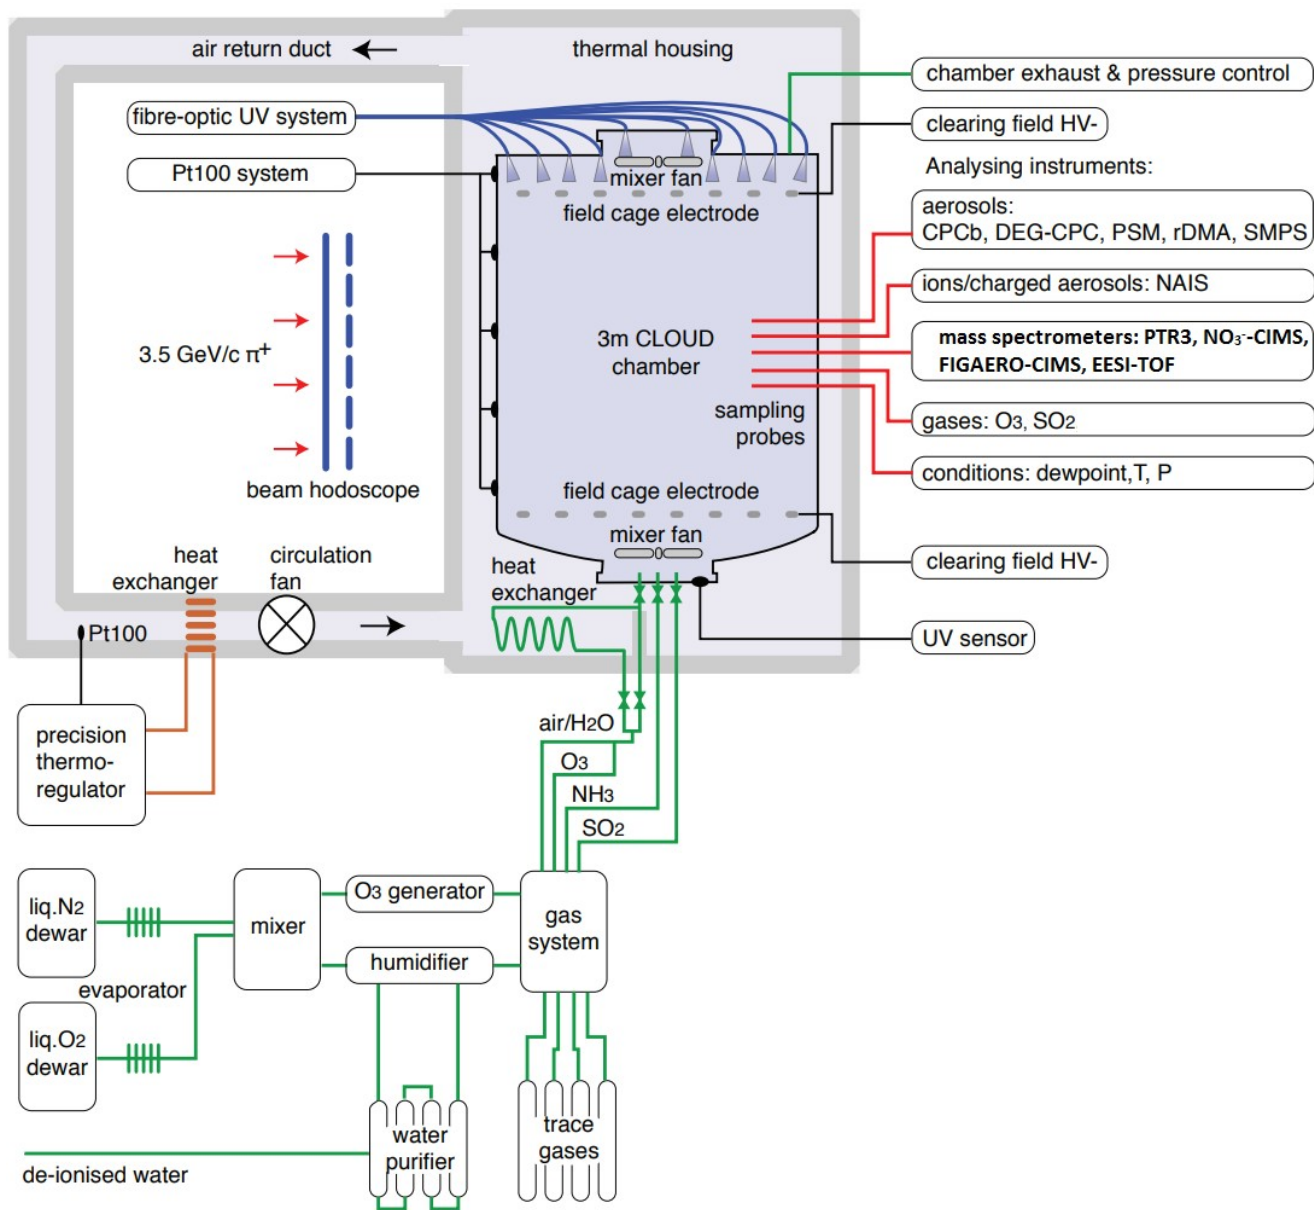 air return duct
thermal housing
chamber exhaust & pressure control
fibre-optic UV system
clearing field HV-
Pt100 system
mixer fan
Analysing instruments:
field cage electrode
aerosols:
CPCb, DEG-CPC, PSM, rDMA, SMPS
ions/charged aerosols: NAIS
3.5 GeV/c π⁺
3m CLOUD
chamber
mass spectrometers: PTR3, NO₃⁻-CIMS,
FIGAERO-CIMS, EESI-TOF
sampling
probes
gases: O₃, SO₂
conditions: dewpoint,T, P
beam hodoscope
field cage electrode
mixer fan
heat
exchanger
circulation
fan
heat
exchanger
clearing field HV-
Pt100
UV sensor
precision
thermo-
regulator
air/H₂O
O₃
NH₃
SO₂
liq.N₂
dewar
mixer
O₃ generator
gas
system
humidifier
evaporator
liq.O₂
dewar
water
purifier
trace
gases
de-ionised water